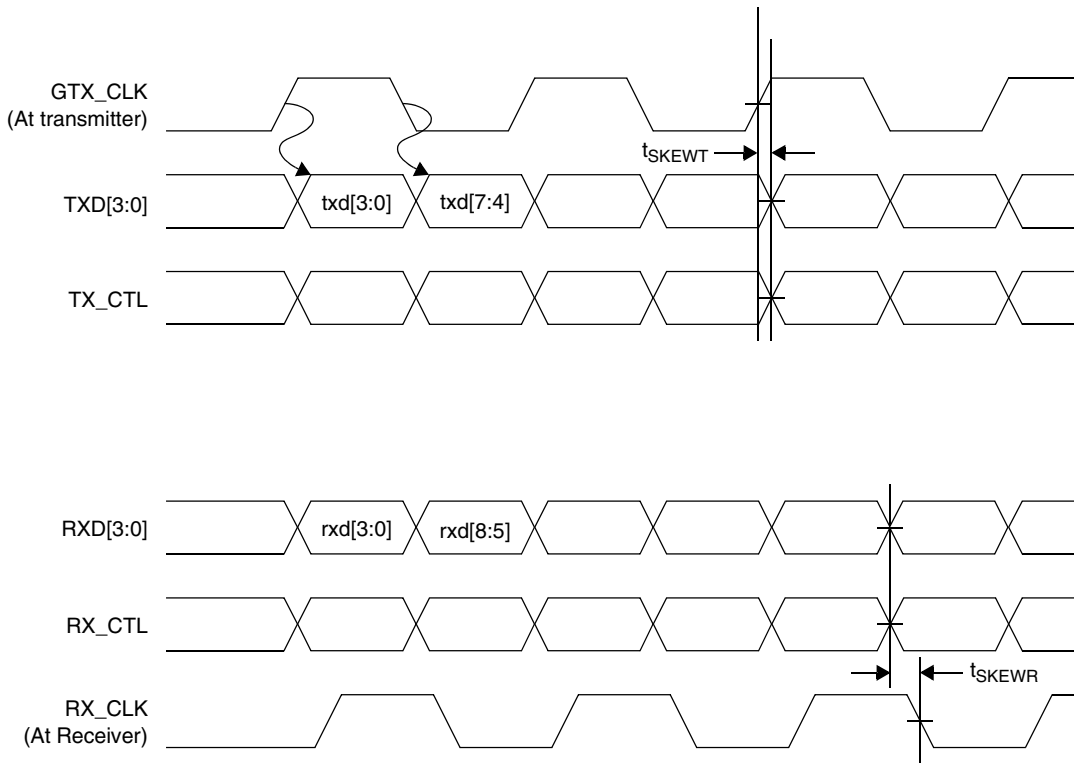 GTX_CLK
(At transmitter)
tSKEWT
TXD[3:0]
txd[3:0]
txd[7:4]
TX_CTL
RXD[3:0]
rxd[3:0]
rxd[8:5]
RX_CTL
tSKEWR
RX_CLK
(At Receiver)